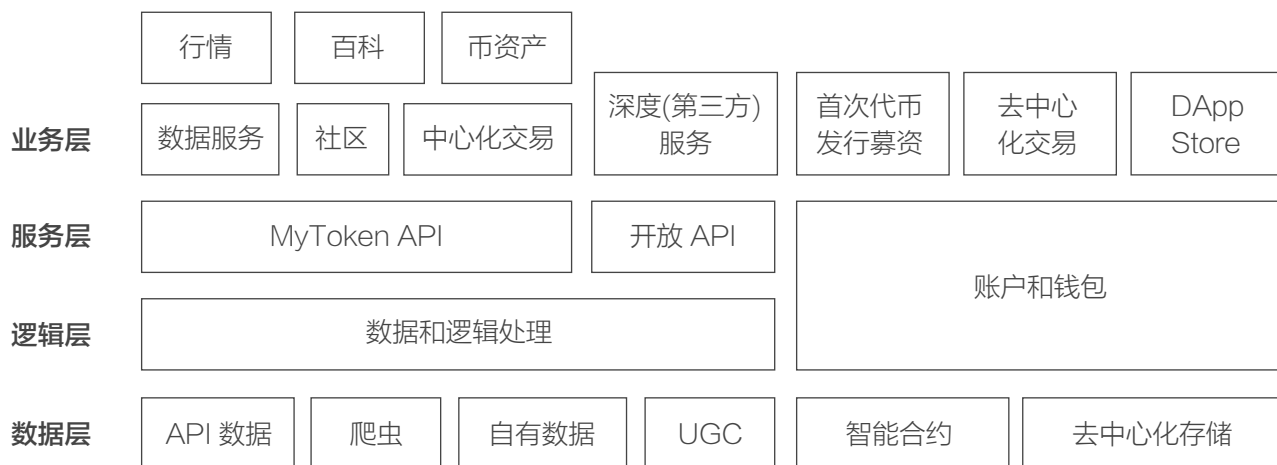 行情
百科
币资产
业务层
数据服务
社区
中心化交易
深度(第三方)
服务
首次代币
发行募资
去中心
化交易
DApp
Store
服务层
MyToken API
开放 API
账户和钱包
逻辑层
数据和逻辑处理
数据层
API 数据
爬虫
自有数据
UGC
智能合约
去中心化存储